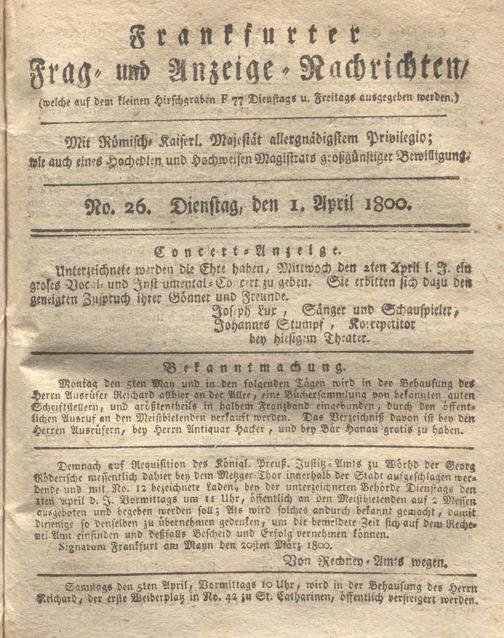 Frankfurter
Frag- und Anzeige-Nachrichten/
(welche auf dem kleinen Hirschgraben F 77 Dienstags u. Freitags ausgegeben werden.)
Mit Römisch-Kaiserl. Majestät allergnädigstem Privilegio;
wie auch eines Hochedlen und Hochweisen Magistrats großgünstiger Bewilligung.
No. 26. Dienstag, den 1. April 1800.
Concert-Anzeige.
Unterzeichnete werden die Ehre haben, Mittwoch den 2ten April l. J. ein
großes Vocal- und Instrumental-Concert zu geben. Sie erbitten sich dazu den
geneigten Zuspruch ihrer Gönner und Freunde.
Joseph Lux, Sänger und Schauspieler,
Johannes Stumpf, Korrepetitor
bey hiesigem Theater.
Bekanntmachung.
Montag den 5ten May und in den folgenden Tägen wird in der Behausung des
Herrn Ausrüfer Reichard allhier an der Allee, eine Büchersammlung von bekannten auten
Schriftstellern, und größtentheils in halbem Franzband eingebunden, durch den öffent-
lichen Ausruf an den Meistbietenden verkauft werden. Das Verzeichniß davon ist bey den
Herren Ausrüfern, bey Herrn Antiquar Hacker, und bey Bär Hanau gratis zu haben.
Demnach auf Requisition des Königl. Preuß. Justitz-Amts zu Wöhrd der Georg
Röderische messentlich dahier bey dem Metzger-Thor innerhalb der Stadt aufgeschlagen wer-
dende und mit No. 12 bezeichnete Laden, bey der unterzeichneten Behörde Dienstags den
1ten April d. J. Vormittags um 11 Uhr, öffentlich an den Meistbietenden auf 2 Messen
ausgeboten und begeben werden soll; Als wird solches andurch bekannt gemacht, damit
diejenige so denselben zu übernehmen gedenken, um die bemeldete Zeit sich auf dem Reche-
ney-Amt einfinden und deßfalls Bescheid und Erfolg vernehmen können.
Signatum Frankfurt am Mayn den 20sten März 1800.
Von Rechney-Amts wegen.
Samstags den 5ten April, Vormittags 10 Uhr, wird in der Behausung des Herrn
Reichard, der erste Weiberplatz in No. 42 zu St. Catharinen, öffentlich versteigert werden.